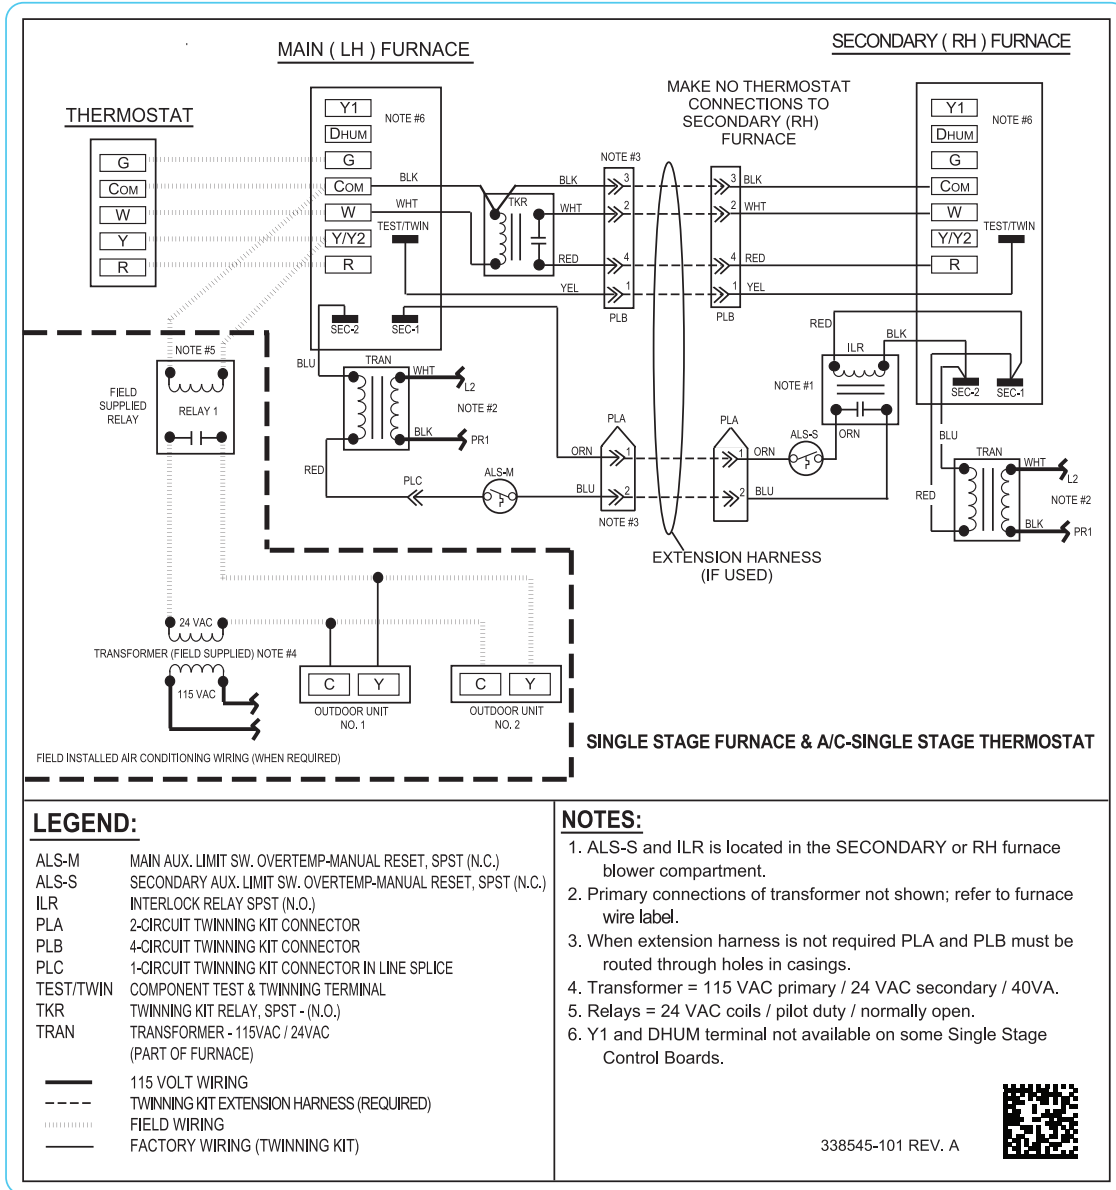 MAIN ( LH ) FURNACE
SECONDARY ( RH ) FURNACE
THERMOSTAT
MAKE NO THERMOSTAT
CONNECTIONS TO
SECONDARY (RH)
FURNACE
G
COM
W
Y
R
Y1
NOTE #6
DHUM
G
COM
W
Y/Y2
R
TEST/TWIN
SEC-2
SEC-1
BLK
WHT
TKR
BLK
WHT
RED
YEL
NOTE #3
3
2
4
1
PLB
3
2
4
1
PLB
BLK
WHT
RED
YEL
Y1
NOTE #6
DHUM
G
COM
W
Y/Y2
R
TEST/TWIN
SEC-2
SEC-1
NOTE #5
FIELD
SUPPLIED
RELAY
RELAY 1
BLU
TRAN
WHT
L2
NOTE #2
BLK
PR1
RED
PLC
ALS-M
ORN
BLU
PLA
1
2
NOTE #3
PLA
1
2
ORN
BLU
ALS-S
ORN
NOTE #1
ILR
RED
BLK
BLU
RED
TRAN
WHT
L2
NOTE #2
BLK
PR1
EXTENSION HARNESS
(IF USED)
24 VAC
TRANSFORMER (FIELD SUPPLIED) NOTE #4
115 VAC
C
Y
OUTDOOR UNIT
NO. 1
C
Y
OUTDOOR UNIT
NO. 2
FIELD INSTALLED AIR CONDITIONING WIRING (WHEN REQUIRED)
SINGLE STAGE FURNACE & A/C-SINGLE STAGE THERMOSTAT
LEGEND:
ALS-M MAIN AUX. LIMIT SW. OVERTEMP-MANUAL RESET, SPST (N.C.)
ALS-S SECONDARY AUX. LIMIT SW. OVERTEMP-MANUAL RESET, SPST (N.C.)
ILR INTERLOCK RELAY SPST (N.O.)
PLA 2-CIRCUIT TWINNING KIT CONNECTOR
PLB 4-CIRCUIT TWINNING KIT CONNECTOR
PLC 1-CIRCUIT TWINNING KIT CONNECTOR IN LINE SPLICE
TEST/TWIN COMPONENT TEST & TWINNING TERMINAL
TKR TWINNING KIT RELAY, SPST - (N.O.)
TRAN TRANSFORMER - 115VAC / 24VAC
(PART OF FURNACE)
115 VOLT WIRING
TWINNING KIT EXTENSION HARNESS (REQUIRED)
FIELD WIRING
FACTORY WIRING (TWINNING KIT)
NOTES:
1. ALS-S and ILR is located in the SECONDARY or RH furnace
blower compartment.
2. Primary connections of transformer not shown; refer to furnace
wire label.
3. When extension harness is not required PLA and PLB must be
routed through holes in casings.
4. Transformer = 115 VAC primary / 24 VAC secondary / 40VA.
5. Relays = 24 VAC coils / pilot duty / normally open.
6. Y1 and DHUM terminal not available on some Single Stage
Control Boards.
338545-101 REV. A